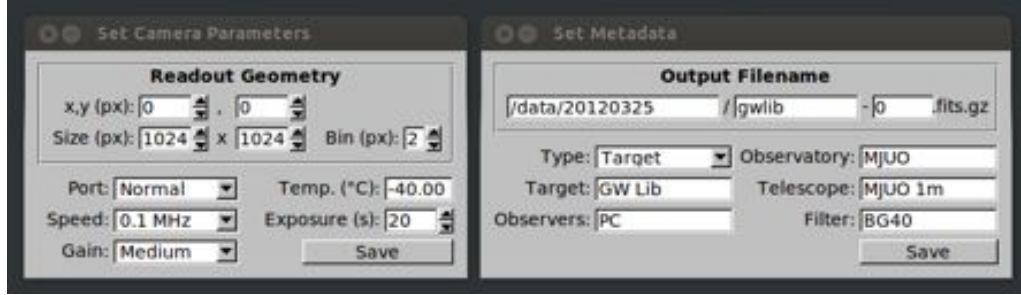 Set Camera Parameters
Readout Geometry
x,y (px): 0 , 0
Size (px): 1024 x 1024 Bin (px): 2
Port: Normal Temp. (°C): -40.00
Speed: 0.1 MHz Exposure (s): 20
Gain: Medium Save
Set Metadata
Output Filename
/data/20120325 / gwlib - 0 .fits.gz
Type: Target Observatory: MJUO
Target: GW Lib Telescope: MJUO 1m
Observers: PC Filter: BG40
Save